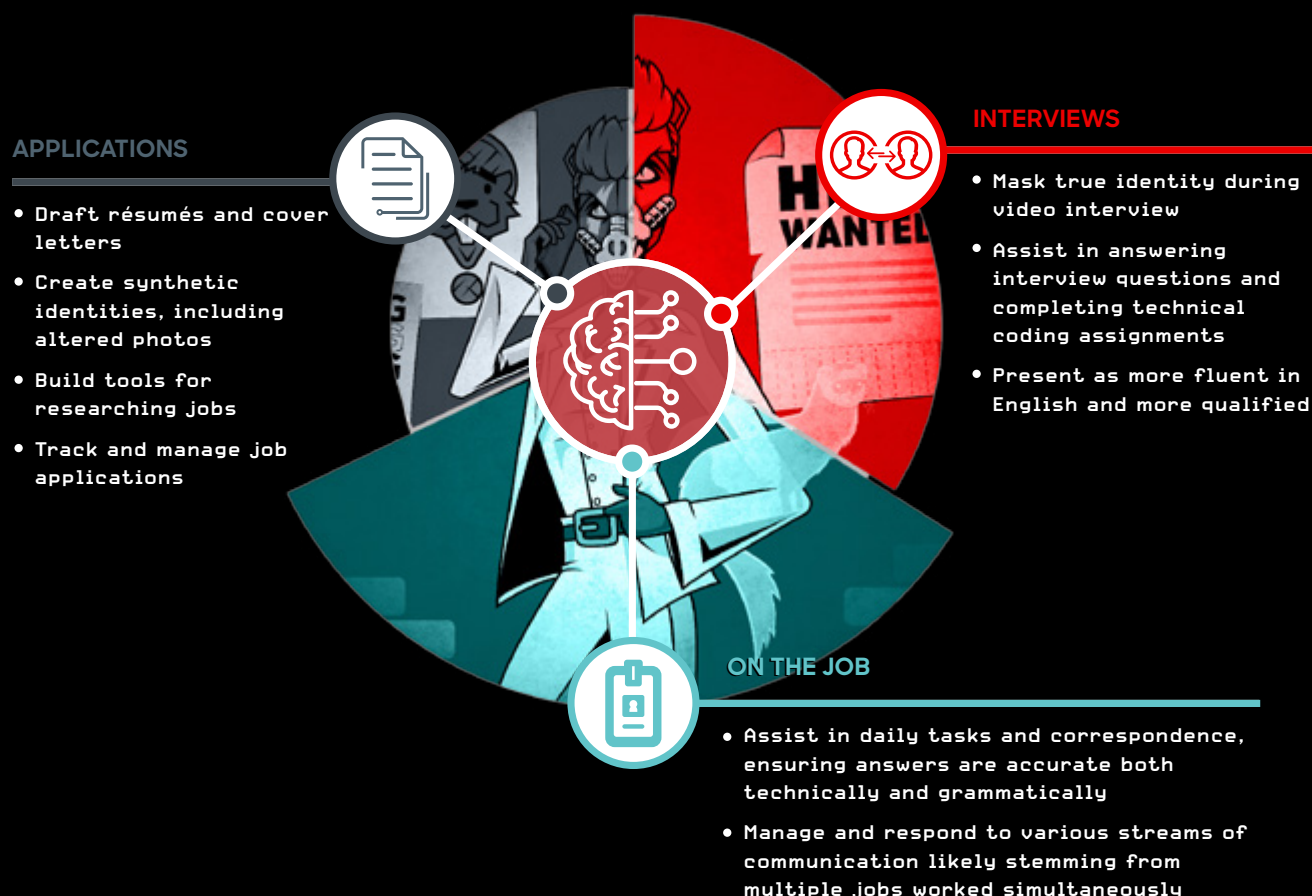 APPLICATIONS
• Draft résumés and cover
letters
• Create synthetic
identities, including
altered photos
• Build tools for
researching jobs
• Track and manage job
applications
WANTED
INTERVIEWS
• Mask true identity during
video interview
• Assist in answering
interview questions and
completing technical
coding assignments
• Present as more fluent in
English and more qualified
ON THE JOB
• Assist in daily tasks and correspondence,
ensuring answers are accurate both
technically and grammatically
• Manage and respond to various streams of
communication likely stemming from
multiple jobs worked simultaneously